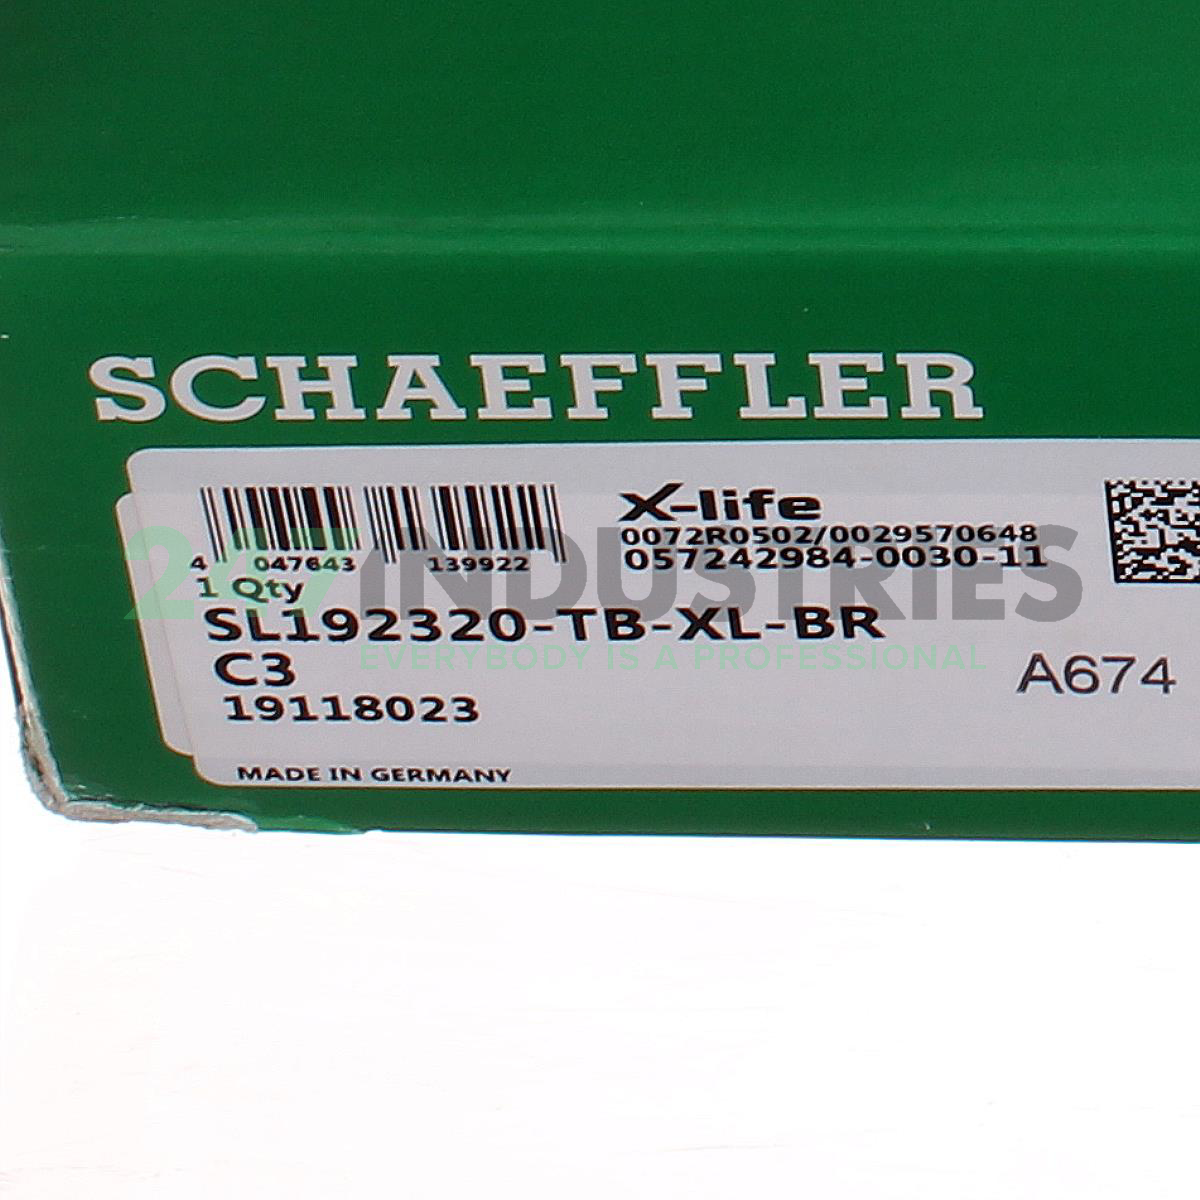 SCHAEFFLER
X-life
0072R0502/0029570648
057242984-0030-11
4 047643 139922
1 Qty
247INDUSTRIES
SL192320-TB-XL-BR
EVERYBODY IS A PROFESSIONAL
C3
A674
19118023
MADE IN GERMANY